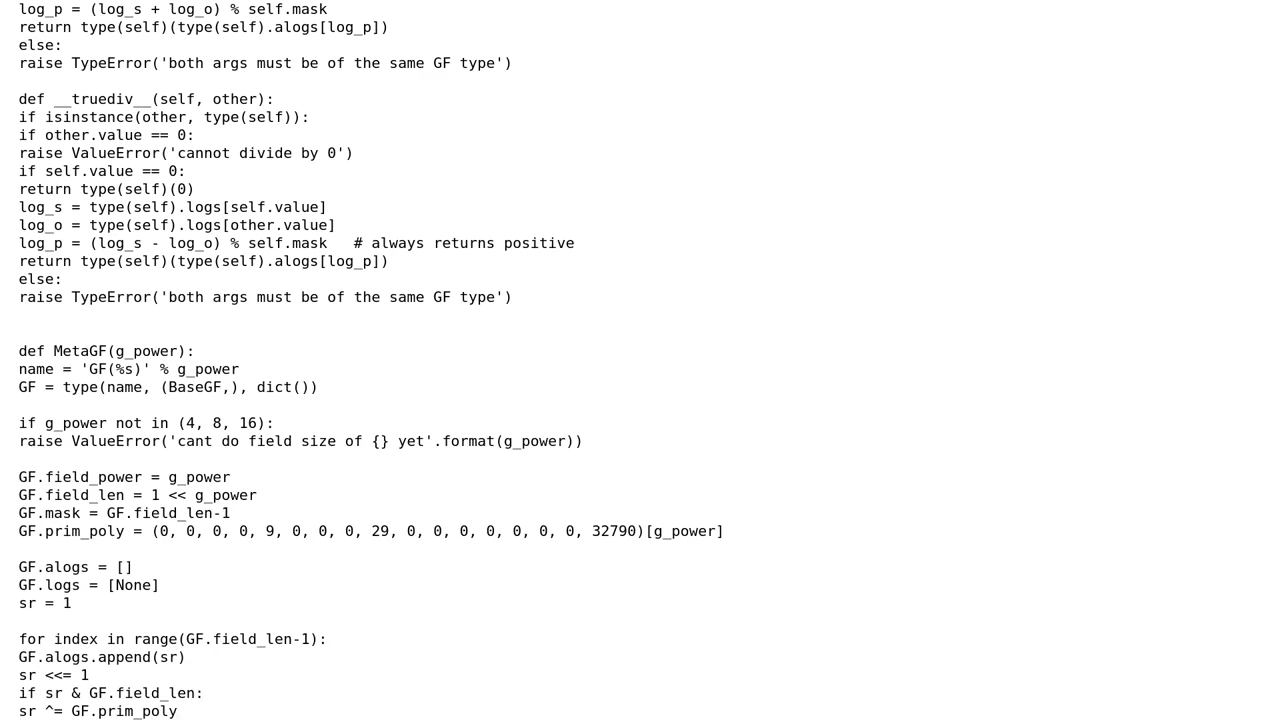 log_p = (log_s + log_o) % self.mask
return type(self)(type(self).alogs[log_p])
else:
raise TypeError('both args must be of the same GF type')
def __truediv__(self, other):
if isinstance(other, type(self)):
if other.value == 0:
raise ValueError('cannot divide by 0')
if self.value == 0:
return type(self)(0)
log_s = type(self).logs[self.value]
log_o = type(self).logs[other.value]
log_p = (log_s - log_o) % self.mask   # always returns positive
return type(self)(type(self).alogs[log_p])
else:
raise TypeError('both args must be of the same GF type')
def MetaGF(g_power):
name = 'GF(%s)' % g_power
GF = type(name, (BaseGF,), dict())
if g_power not in (4, 8, 16):
raise ValueError('cant do field size of {} yet'.format(g_power))
GF.field_power = g_power
GF.field_len = 1 << g_power
GF.mask = GF.field_len-1
GF.prim_poly = (0, 0, 0, 0, 9, 0, 0, 0, 29, 0, 0, 0, 0, 0, 0, 0, 32790)[g_power]
GF.alogs = []
GF.logs = [None]
sr = 1
for index in range(GF.field_len-1):
GF.alogs.append(sr)
sr <<= 1
if sr & GF.field_len:
sr ^= GF.prim_poly